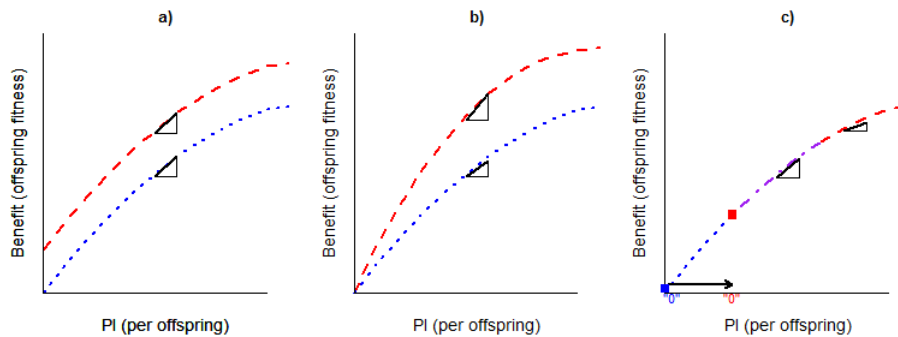 a)
Benefit (offspring fitness)
PI (per offspring)
b)
Benefit (offspring fitness)
PI (per offspring)
c)
Benefit (offspring fitness)
"0"
"0"
PI (per offspring)